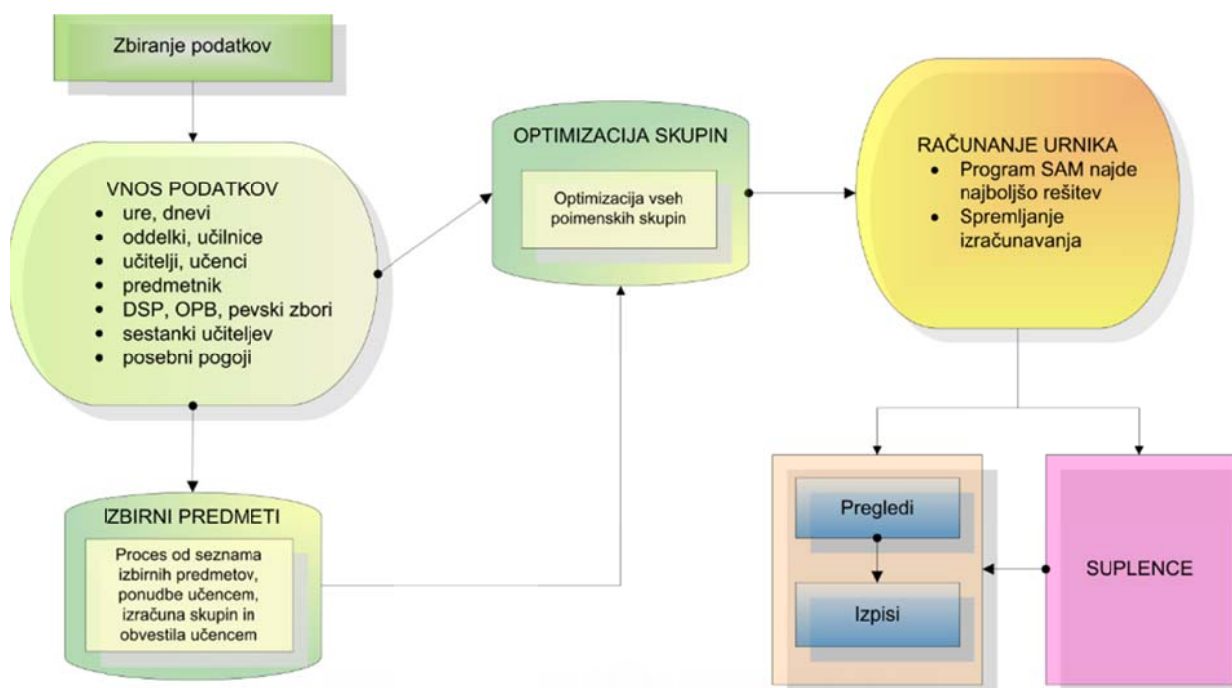 Zbiranje podatkov
VNOS PODATKOV
• ure, dnevi
• oddelki, učilnice
• učitelji, učenci
• predmetnik
• DSP, OPB, pevski zbori
• sestanki učiteljev
• posebni pogoji
IZBIRNI PREDMETI
Proces od seznama
izbirnih predmetov,
ponudbe učencem,
izračuna skupin in
obvestila učencem
OPTIMIZACIJA SKUPIN
Optimizacija vseh
poimenskih skupin
RAČUNANJE URNIKA
• Program SAM najde
najboljšo rešitev
• Spremljanje
izračunavanja
Pregledi
Izpisi
SUPLENCE